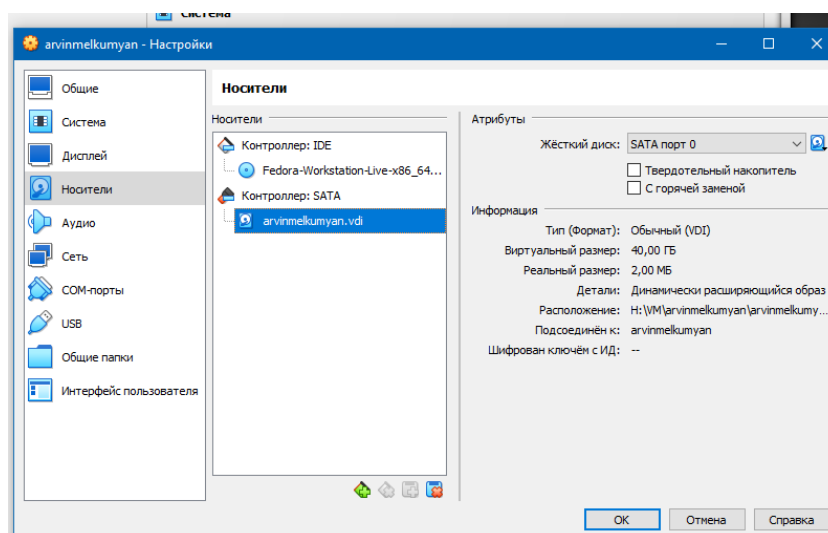 Система
arvinmelkumyan - Настройки
Общие
Система
Дисплей
Носители
Аудио
Сеть
COM-порты
USB
Общие папки
Интерфейс пользователя
Носители
Носители
Контроллер: IDE
Fedora-Workstation-Live-x86_64...
Контроллер: SATA
arvinmelkumyan.vdi
Атрибуты
Жёсткий диск: SATA порт 0
Твердотельный накопитель
С горячей заменой
Информация
Тип (Формат): Обычный (VDI)
Виртуальный размер: 40,00 ГБ
Реальный размер: 2,00 МБ
Детали: Динамически расширяющийся образ
Расположение: H:\VM\arvinmelkumyan\arvinmelkumy...
Подсоединён к: arvinmelkumyan
Шифрован ключём с ИД: --
OK Отмена Справка